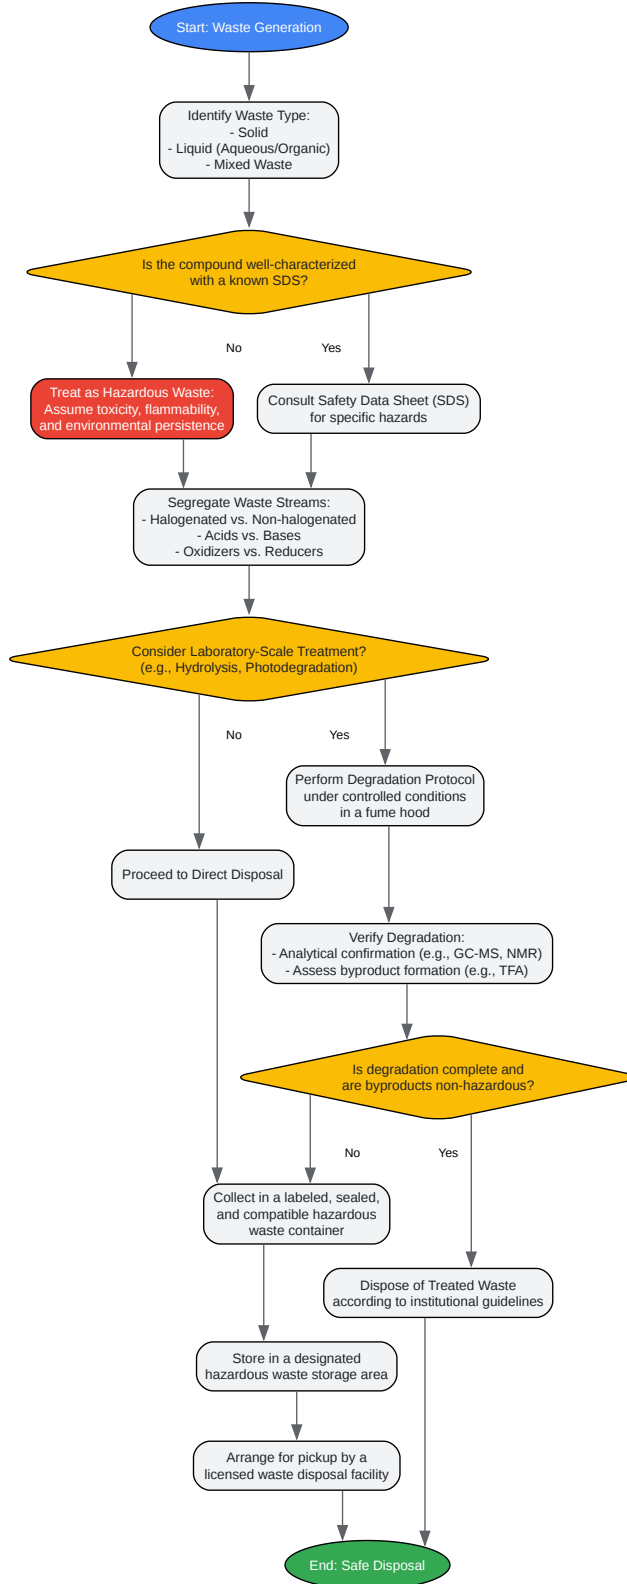 Start: Waste Generation
Identify Waste Type:
- Solid
- Liquid (Aqueous/Organic)
- Mixed Waste
Is the compound well-characterized
with a known SDS?
No
Yes
Treat as Hazardous Waste:
Assume toxicity, flammability,
and environmental persistence
Consult Safety Data Sheet (SDS)
for specific hazards
Segregate Waste Streams:
- Halogenated vs. Non-halogenated
- Acids vs. Bases
- Oxidizers vs. Reducers
Consider Laboratory-Scale Treatment?
(e.g., Hydrolysis, Photodegradation)
No
Yes
Perform Degradation Protocol
under controlled conditions
in a fume hood
Proceed to Direct Disposal
Verify Degradation:
- Analytical confirmation (e.g., GC-MS, NMR)
- Assess byproduct formation (e.g., TFA)
Is degradation complete and
are byproducts non-hazardous?
No
Yes
Collect in a labeled, sealed,
and compatible hazardous
waste container
Dispose of Treated Waste
according to institutional guidelines
Store in a designated
hazardous waste storage area
Arrange for pickup by a
licensed waste disposal facility
End: Safe Disposal